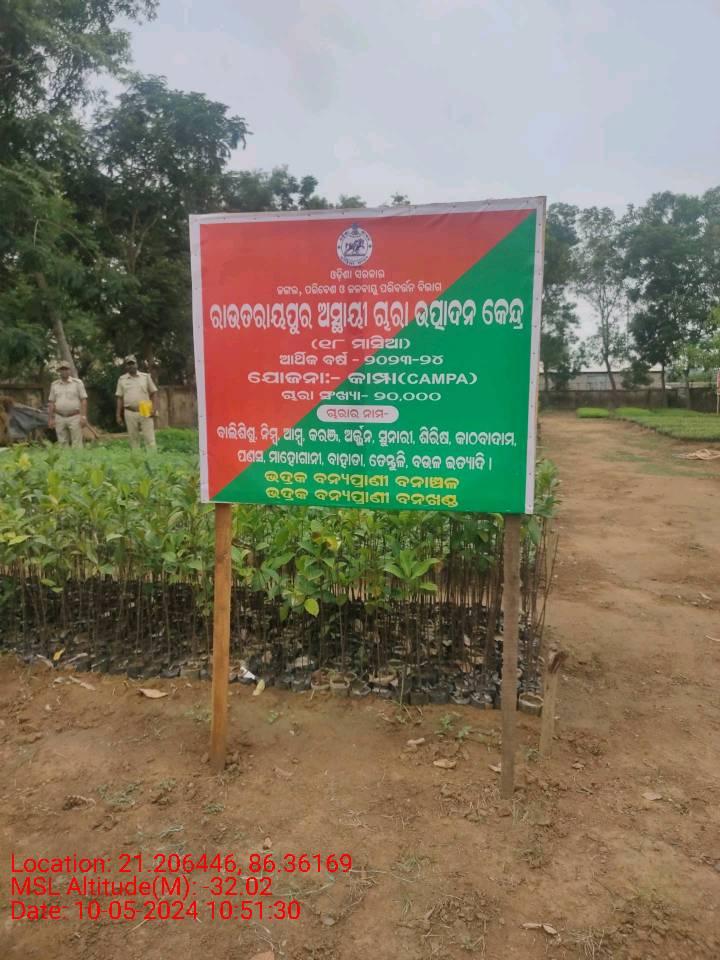 ଓଡ଼ିଶା ସରକାର
ଜଙ୍ଗଲ, ପରିବେଶ ଓ ଜଳବାୟୁ ପରିବର୍ତ୍ତନ ବିଭାଗ
ରାଉତରାୟପୁର ଅସ୍ଥାୟୀ ଚାରା ଉତ୍ପାଦନ କେନ୍ଦ୍ର
(୧୮ ମାସିଆ)
ଆର୍ଥିକ ବର୍ଷ - ୨୦୨୩-୨୪
ଯୋଜନା:- କାମ୍ପା(CAMPA)
ଚାରା ସଂଖ୍ୟା- ୨୦,୦୦୦
ଚାରାର ନାମ-
ବାଲିଶିଶୁ, ନିମ୍ବ, ଆମ୍ବ, କରଞ୍ଜ, ଅର୍ଜୁନ, ସୁନାରୀ, ଶିରିଷ, କାଠବାଦାମ,
ପଣସ, ମାହୋଗାନୀ, ବାହାଡା, ତେନ୍ତୁଳି, ବଉଳ ଇତ୍ୟାଦି ।
ଭଦ୍ରକ ବନ୍ୟପ୍ରାଣୀ ବନାଞ୍ଚଳ
ଭଦ୍ରକ ବନ୍ୟପ୍ରାଣୀ ବନଖଣ୍ଡ
Location: 21.206446, 86.36169
MSL Altitude(M): -32.02
Date: 10-05-2024 10:51:30